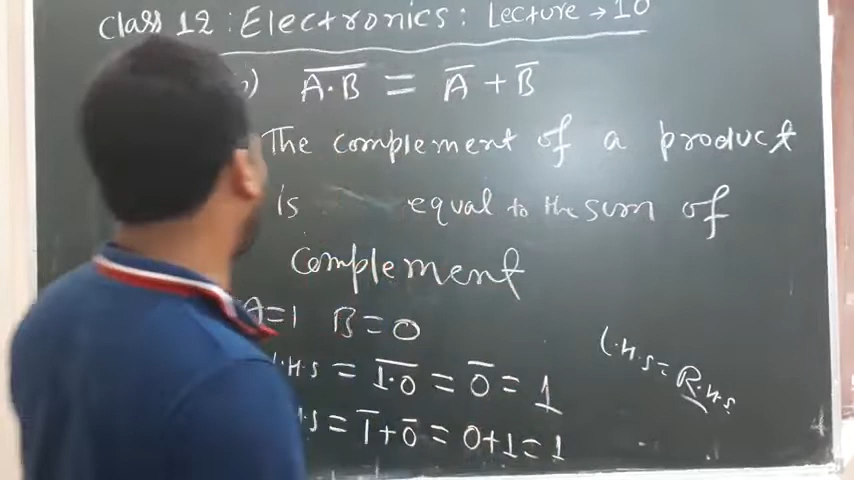 Class 12 : Electronics : Lecture → 10
) A̅·̅B̅ = A̅ + B̅
The complement of a product
is equal to the sum of
complement
A=1 B=0
L.H.S = 1̅·̅0̅ = 0̅ = 1
L.H.S = R.H.S
S = 1̅+0̅ = 0+1=1